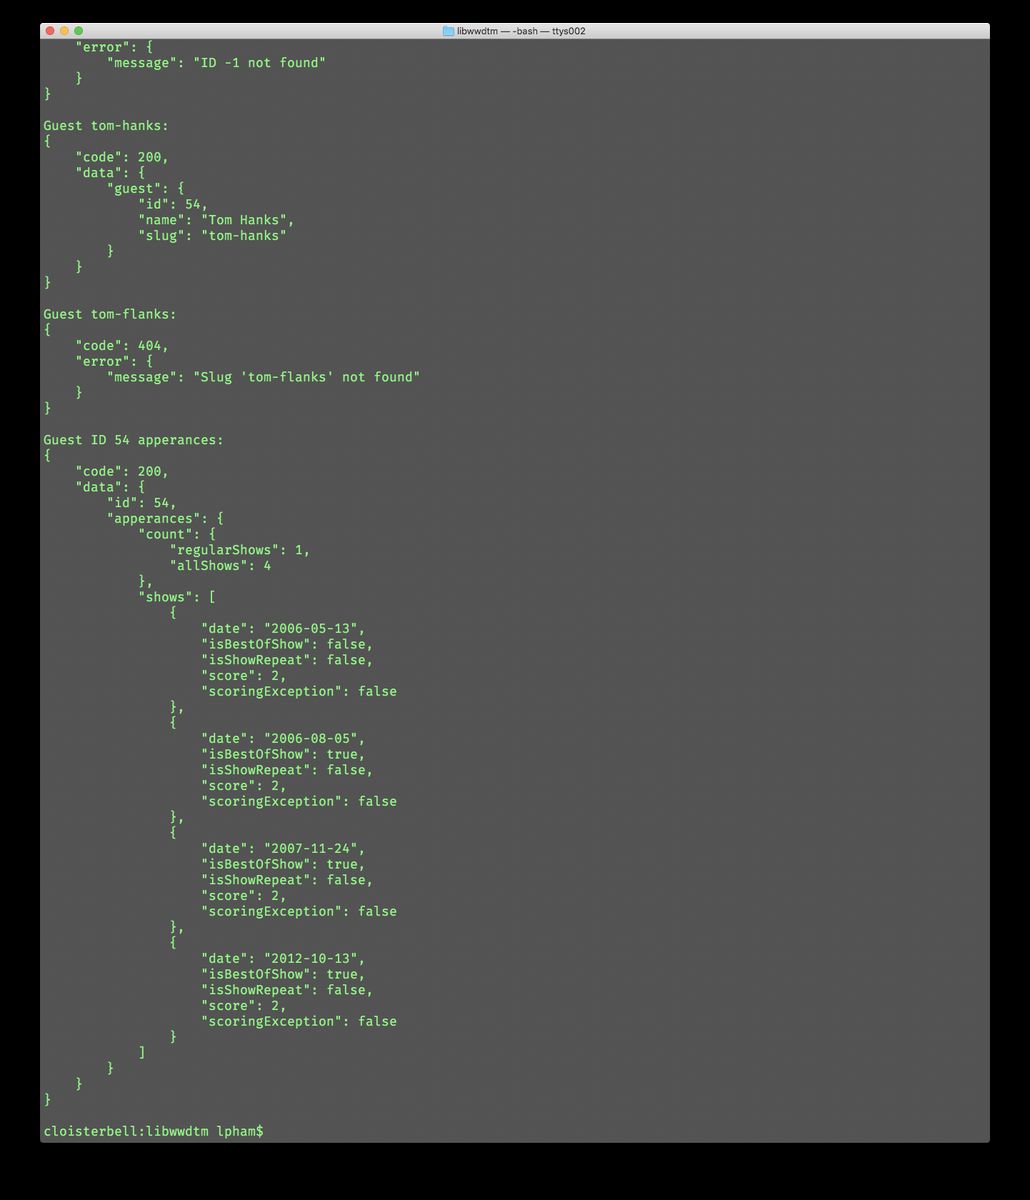 libwwdtm — -bash — ttys002
    "error": {
        "message": "ID -1 not found"
    }
}
Guest tom-hanks:
{
    "code": 200,
    "data": {
        "guest": {
            "id": 54,
            "name": "Tom Hanks",
            "slug": "tom-hanks"
        }
    }
}
Guest tom-flanks:
{
    "code": 404,
    "error": {
        "message": "Slug 'tom-flanks' not found"
    }
}
Guest ID 54 apperances:
{
    "code": 200,
    "data": {
        "id": 54,
        "apperances": {
            "count": {
                "regularShows": 1,
                "allShows": 4
            },
            "shows": [
                {
                    "date": "2006-05-13",
                    "isBestOfShow": false,
                    "isShowRepeat": false,
                    "score": 2,
                    "scoringException": false
                },
                {
                    "date": "2006-08-05",
                    "isBestOfShow": true,
                    "isShowRepeat": false,
                    "score": 2,
                    "scoringException": false
                },
                {
                    "date": "2007-11-24",
                    "isBestOfShow": true,
                    "isShowRepeat": false,
                    "score": 2,
                    "scoringException": false
                },
                {
                    "date": "2012-10-13",
                    "isBestOfShow": true,
                    "isShowRepeat": false,
                    "score": 2,
                    "scoringException": false
                }
            ]
        }
    }
}
cloisterbell:libwwdtm lpham$